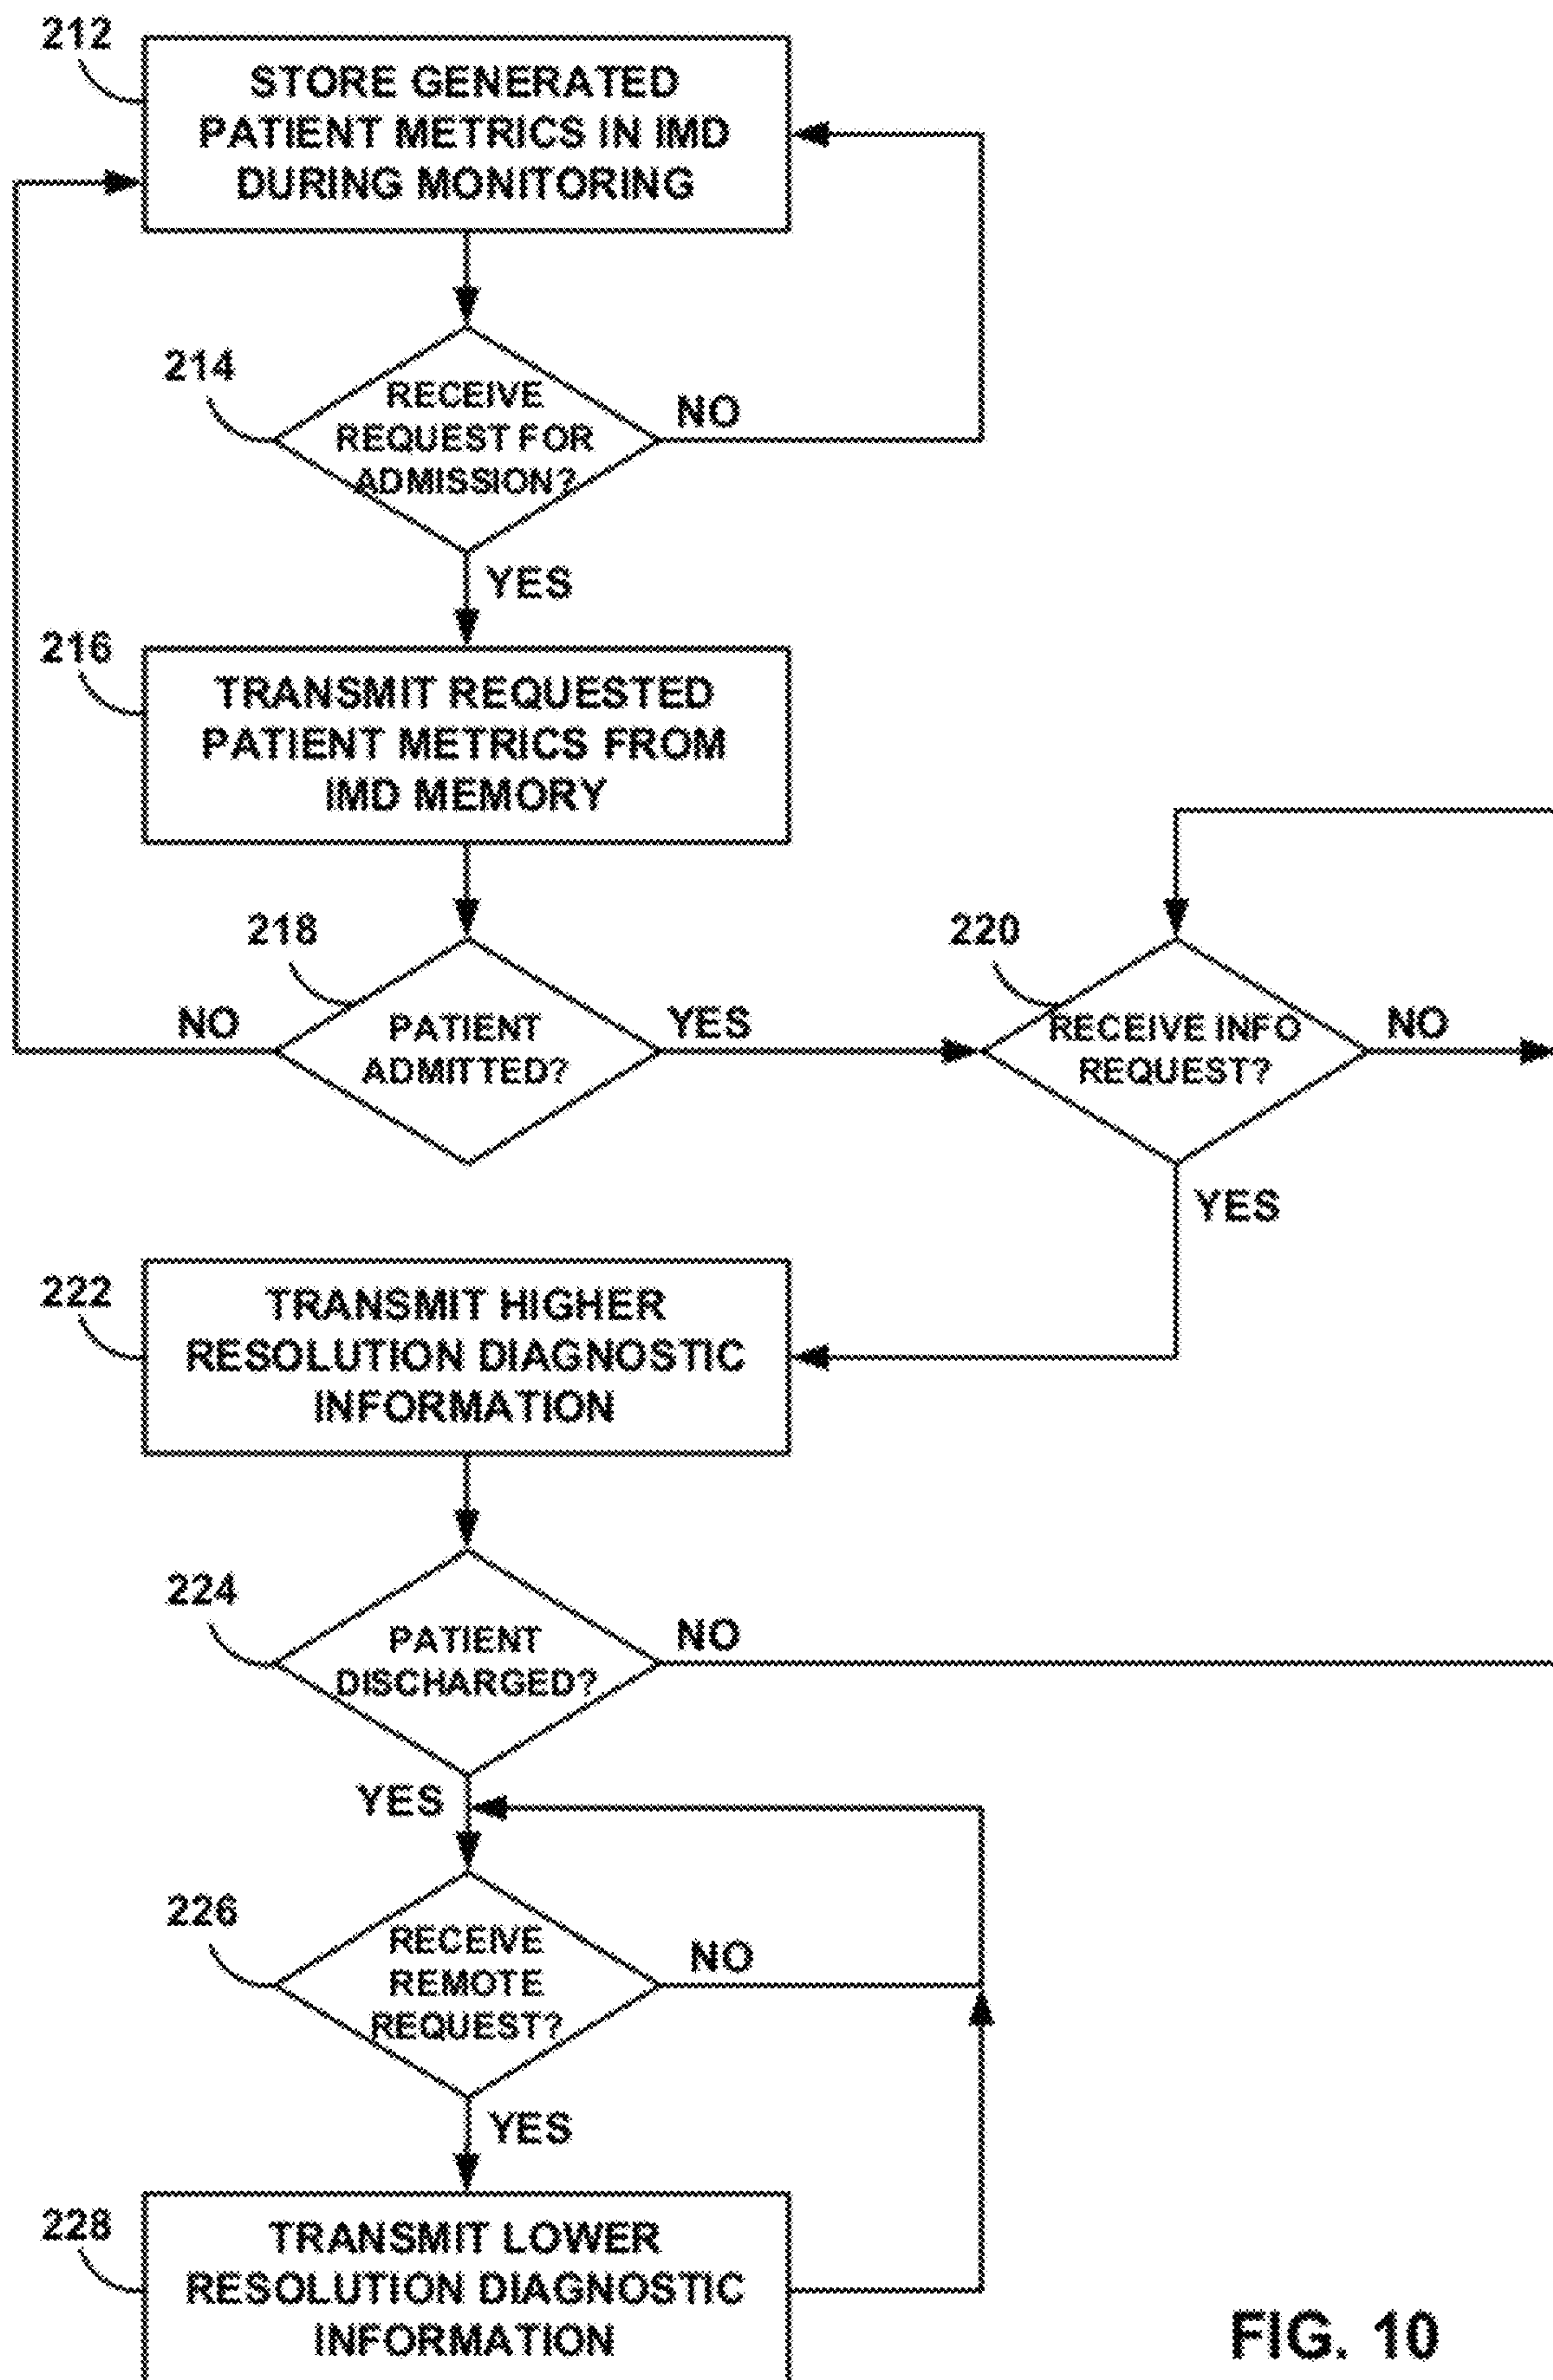 212
STORE GENERATED
PATIENT METRICS IN IMD
DURING MONITORING
214
RECEIVE
REQUEST FOR
ADMISSION?
NO
YES
216
TRANSMIT REQUESTED
PATIENT METRICS FROM
IMD MEMORY
218
PATIENT
ADMITTED?
NO
YES
220
RECEIVE INFO
REQUEST?
NO
YES
222
TRANSMIT HIGHER
RESOLUTION DIAGNOSTIC
INFORMATION
224
PATIENT
DISCHARGED?
NO
YES
226
RECEIVE
REMOTE
REQUEST?
NO
YES
228
TRANSMIT LOWER
RESOLUTION DIAGNOSTIC
INFORMATION
FIG. 10